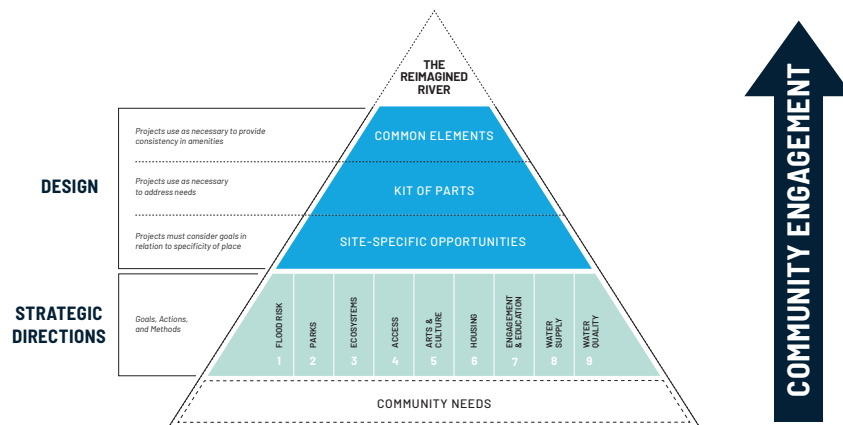 THE
REIMAGINED
RIVER
COMMON ELEMENTS
KIT OF PARTS
SITE-SPECIFIC OPPORTUNITIES
DESIGN
Projects use as necessary to provide
consistency in amenities
Projects use as necessary
to address needs
Projects must consider goals in
relation to specificity of place
STRATEGIC
DIRECTIONS
Goals, Actions,
and Methods
FLOOD RISK
1
PARKS
2
ECOSYSTEMS
3
ACCESS
4
ARTS &
CULTURE
5
HOUSING
6
ENGAGEMENT
& EDUCATION
7
WATER
SUPPLY
8
WATER
QUALITY
9
COMMUNITY NEEDS
COMMUNITY ENGAGEMENT